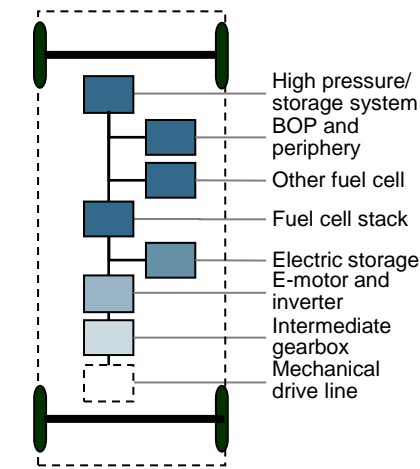 High pressure/
storage system
BOP and
periphery
Other fuel cell
Fuel cell stack
Electric storage
E-motor and
inverter
Intermediate
gearbox
Mechanical
drive line